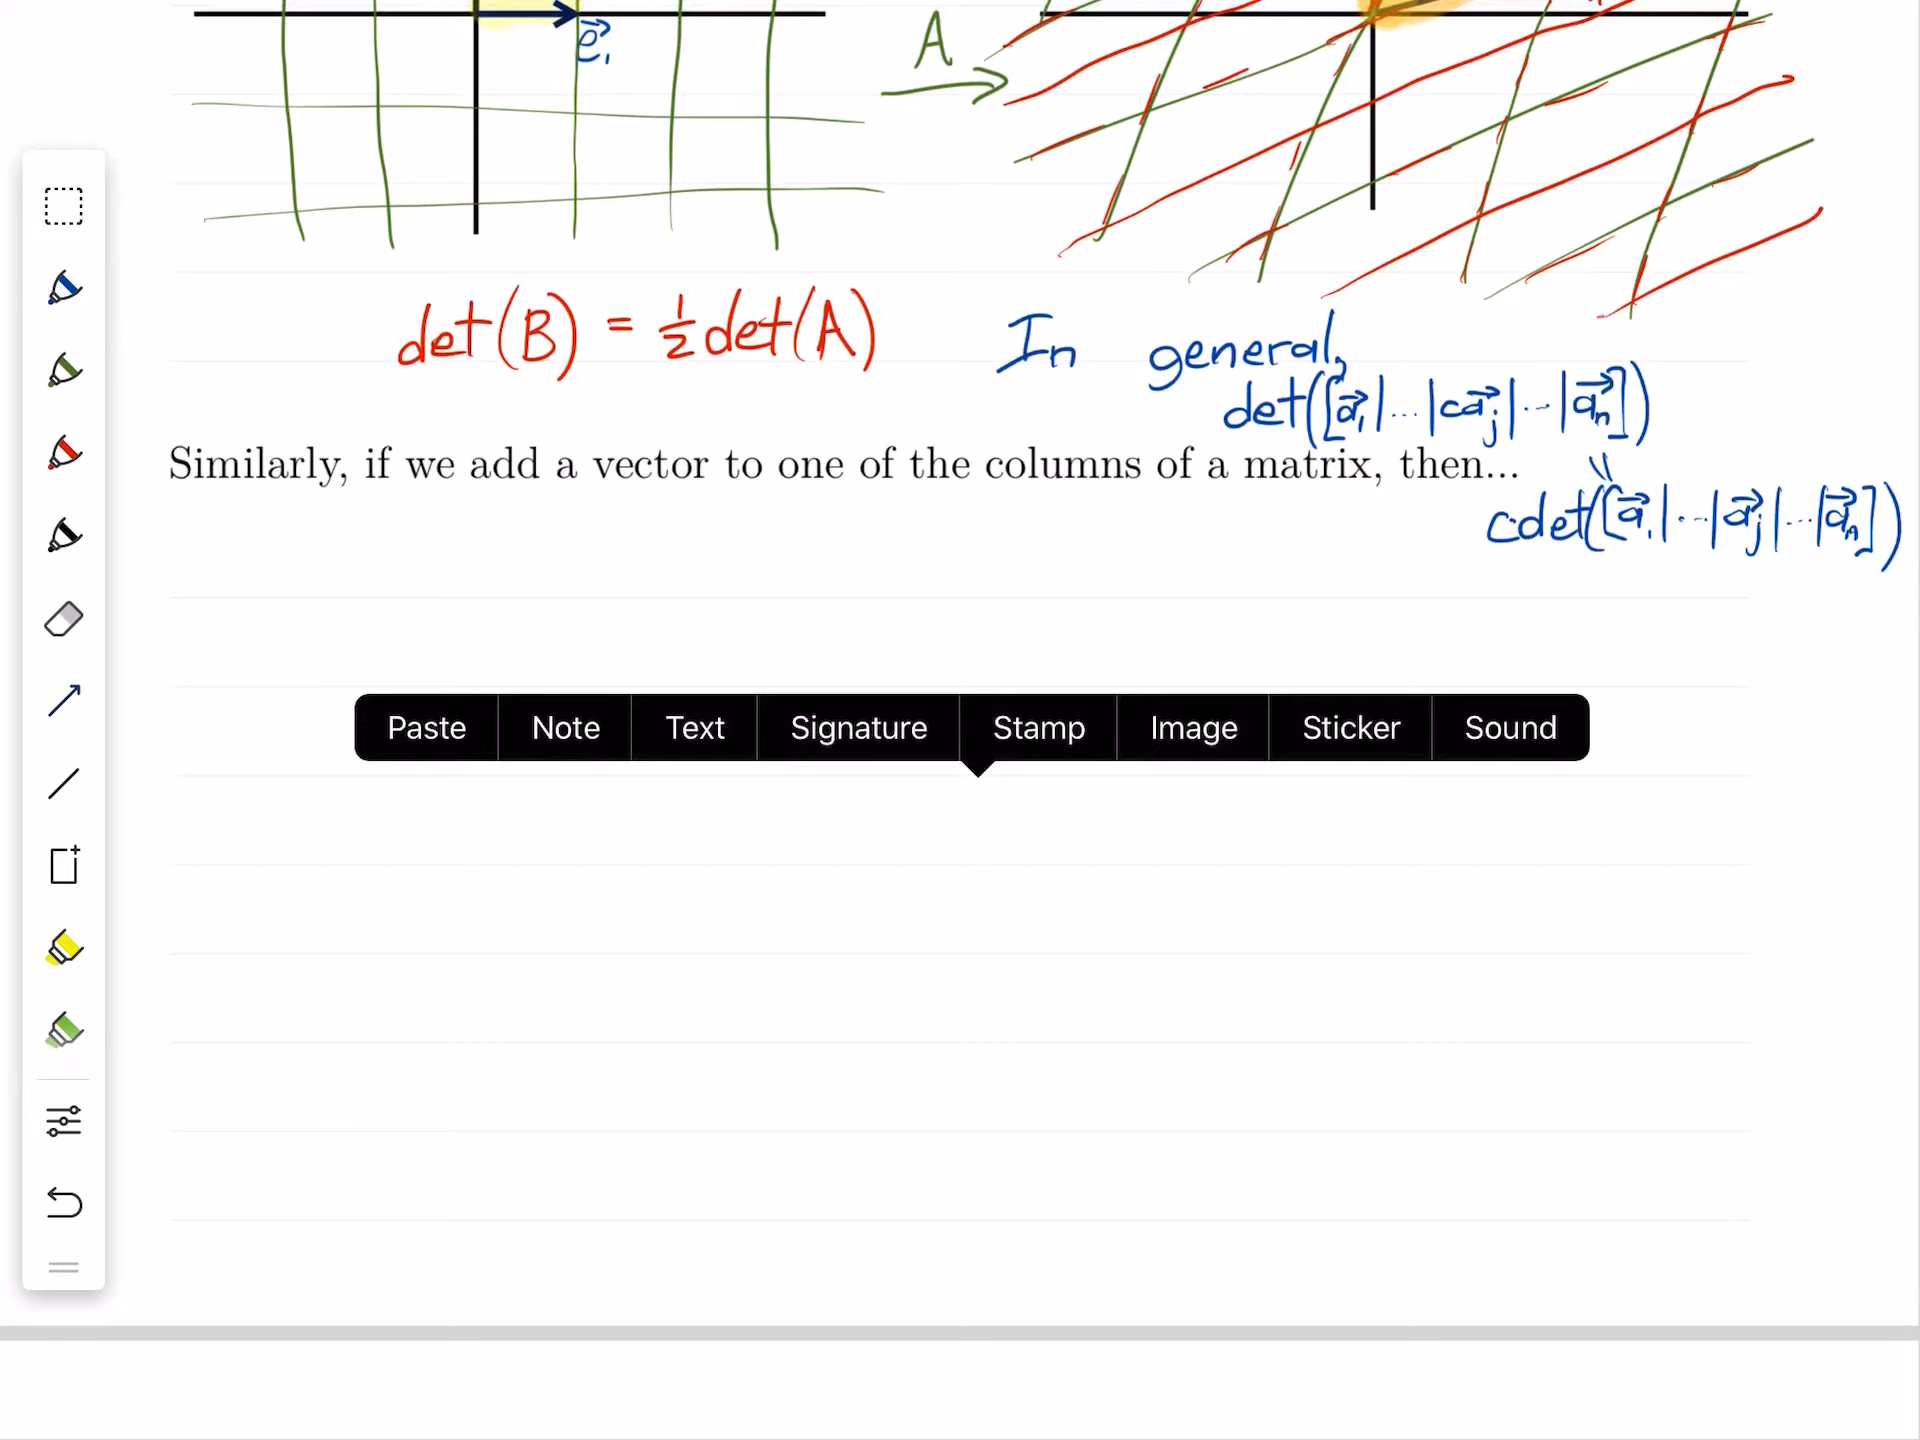 e⃗₁
A
det(B) = ½det(A)
In general,
det([a⃗₁|...|ca⃗ⱼ|...|a⃗ₙ])
Similarly, if we add a vector to one of the columns of a matrix, then...
=
cdet([a⃗₁|...|a⃗ⱼ|...|a⃗ₙ])
Paste Note Text Signature Stamp Image Sticker Sound